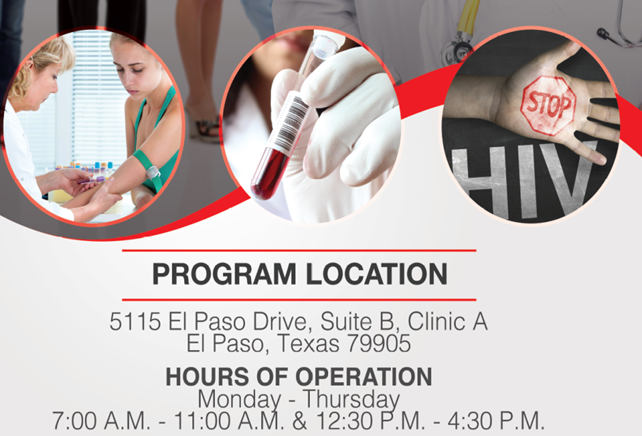 STOP
HIV
PROGRAM LOCATION
5115 El Paso Drive, Suite B, Clinic A
El Paso, Texas 79905
HOURS OF OPERATION
Monday - Thursday
7:00 A.M. - 11:00 A.M. & 12:30 P.M. - 4:30 P.M.